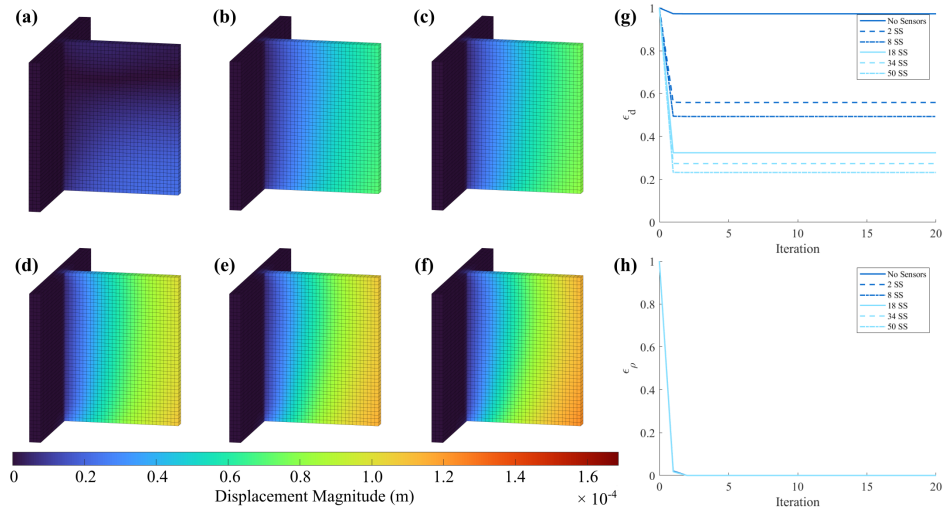 (a)
(b)
(c)
(d)
(e)
(f)
0
0.2
0.4
0.6
0.8
1.0
1.2
1.4
1.6
Displacement Magnitude (m)
× 10⁻⁴
(g)
1
0.8
0.6
0.4
0.2
0
ϵd
0
5
10
15
20
Iteration
No Sensors
2 SS
8 SS
18 SS
34 SS
50 SS
(h)
1
0.8
0.6
0.4
0.2
0
ϵρ
0
5
10
15
20
Iteration
No Sensors
2 SS
8 SS
18 SS
34 SS
50 SS